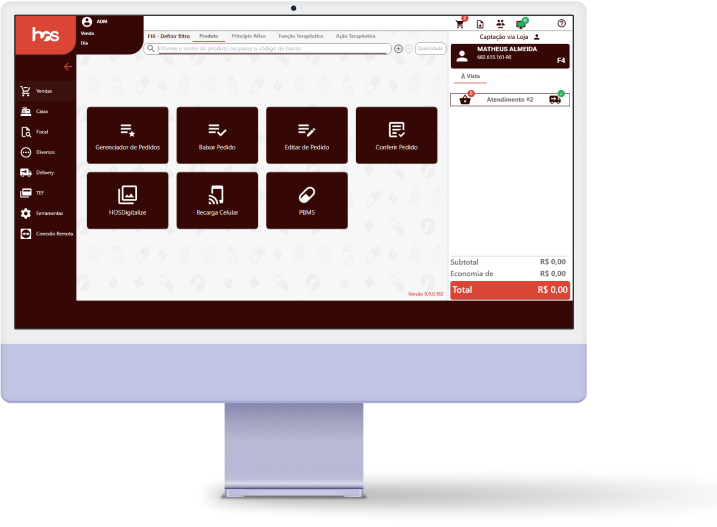 hos
ADM
Venda
Dia
F10 - Definir filtro
Produto
Princípio Ativo
Função Terapêutica
Ação Terapêutica
Informe o nome do produto ou passe o código de barras
Quantidade
Captação via Loja
MATHEUS ALMEIDA
602.615.161-80
F4
À Vista
Atendimento #2
Vendas
Caixa
Fiscal
Diversos
Delivery
TEF
Ferramentas
Conexão Remota
Gerenciador de Pedidos
Baixar Pedido
Editar de Pedido
Conferir Pedido
HOSDigitalize
Recarga Celular
PBMS
Subtotal
R$ 0,00
Economia de
R$ 0,00
Total
R$ 0,00
Versão 8.0.0.162